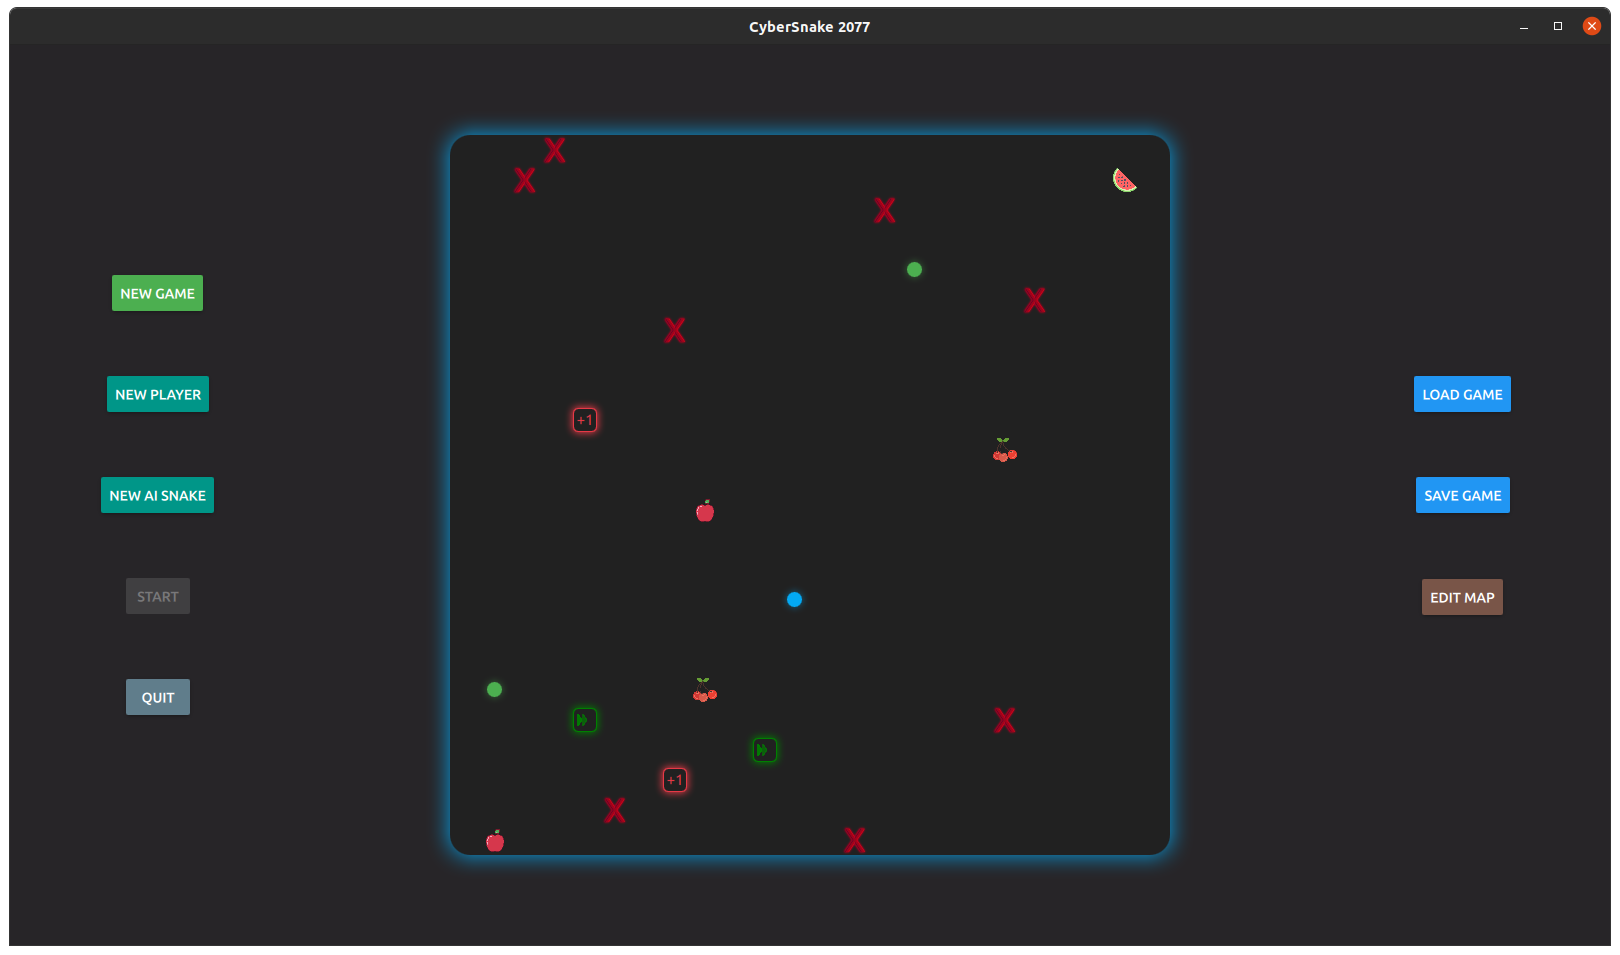 CyberSnake 2077
NEW GAME
+1
NEW PLAYER
LOAD GAME
NEW AI SNAKE
SAVE GAME
START
EDIT MAP
QUIT
+1